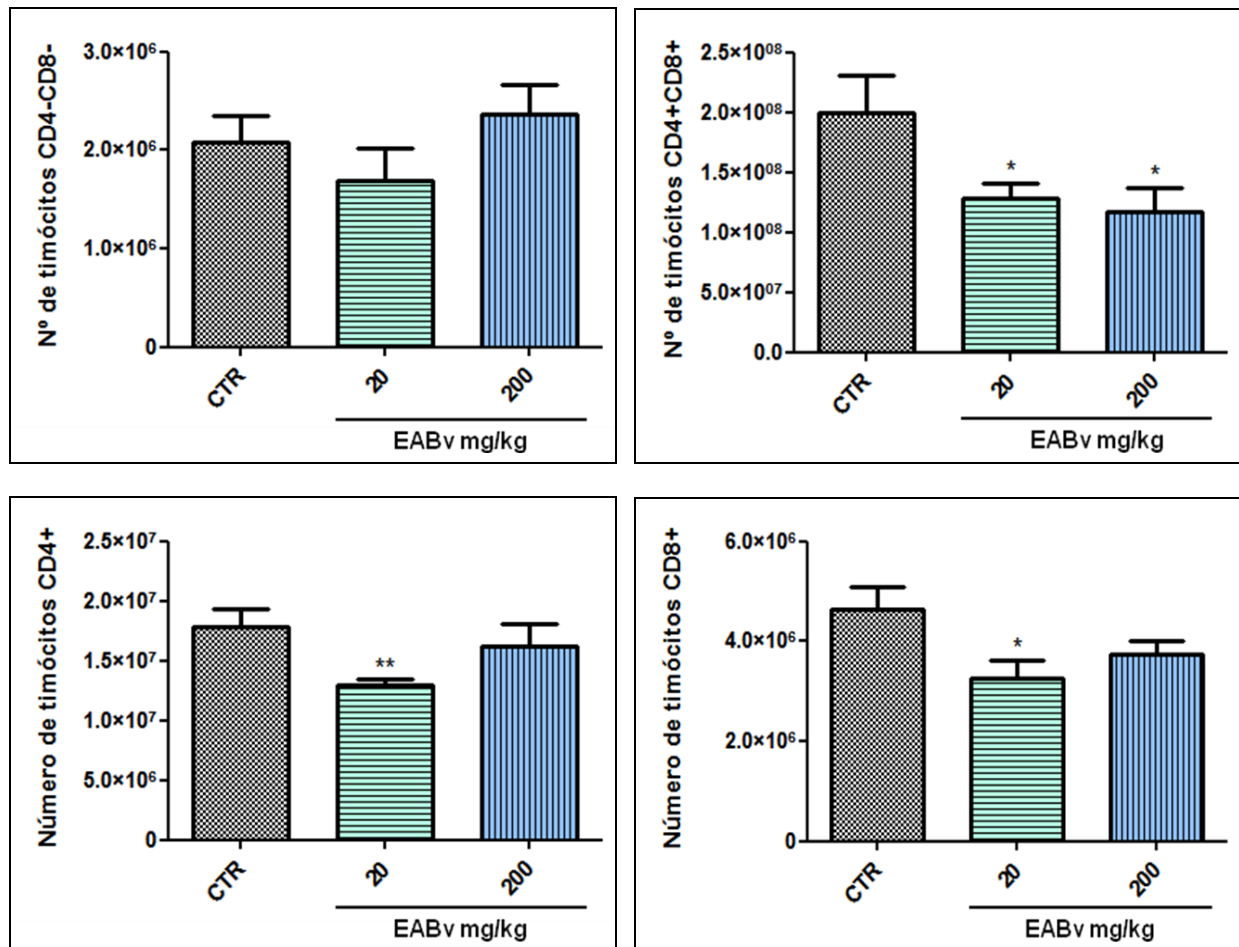 Nº de timócitos CD4-CD8-
3.0×10⁶
2.0×10⁶
1.0×10⁶
0
CTR
20
200
EABv mg/kg
Nº de timócitos CD4+CD8+
2.5×10⁰⁸
2.0×10⁰⁸
1.5×10⁰⁸
1.0×10⁰⁸
5.0×10⁰⁷
0.0
*
*
CTR
20
200
EABv mg/kg
Número de timócitos CD4+
2.5×10⁷
2.0×10⁷
1.5×10⁷
1.0×10⁷
5.0×10⁶
0
**
CTR
20
200
EABv mg/kg
Número de timócitos CD8+
6.0×10⁶
4.0×10⁶
2.0×10⁶
0
*
CTR
20
200
EABv mg/kg